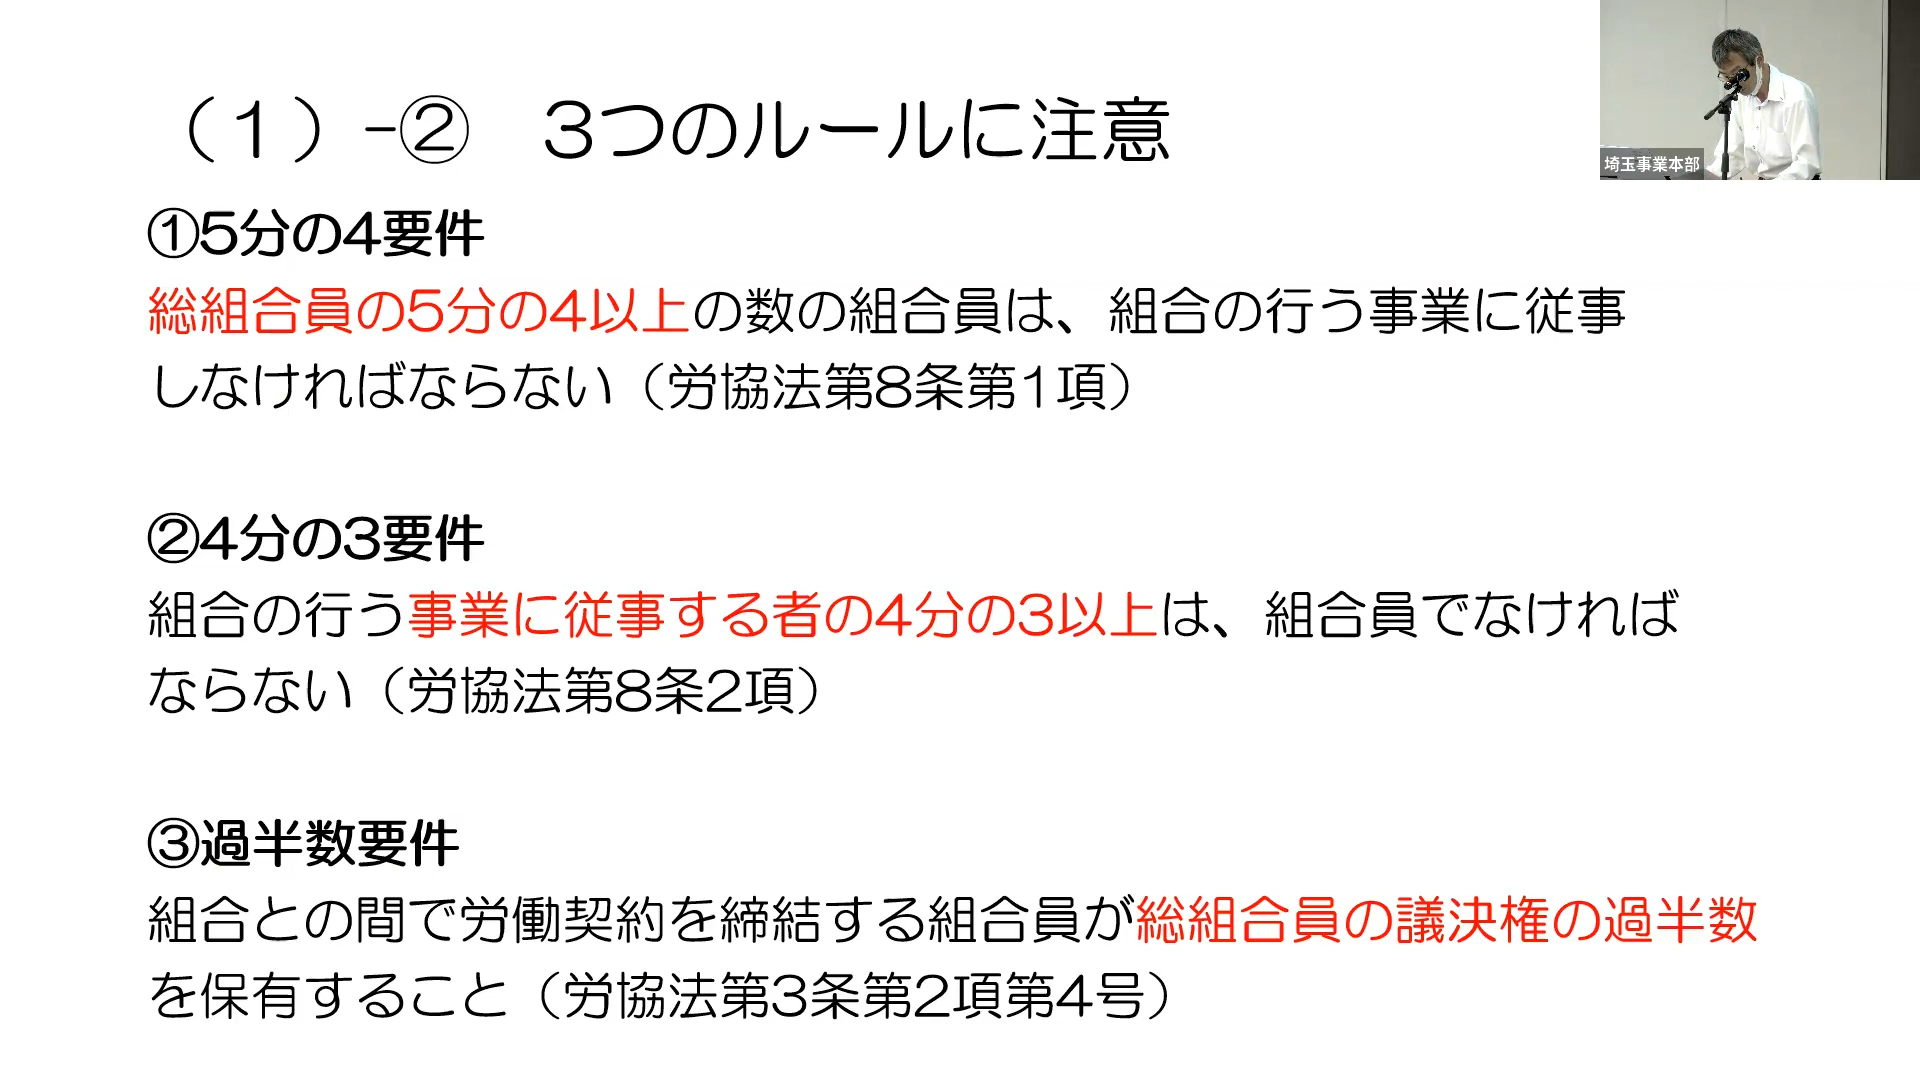 （１）-② ３つのルールに注意
埼玉事業本部
①5分の4要件
総組合員の5分の4以上の数の組合員は、組合の行う事業に従事
しなければならない（労協法第8条第1項）
②4分の3要件
組合の行う事業に従事する者の4分の3以上は、組合員でなければ
ならない（労協法第8条2項）
③過半数要件
組合との間で労働契約を締結する組合員が総組合員の議決権の過半数
を保有すること（労協法第3条第2項第4号）